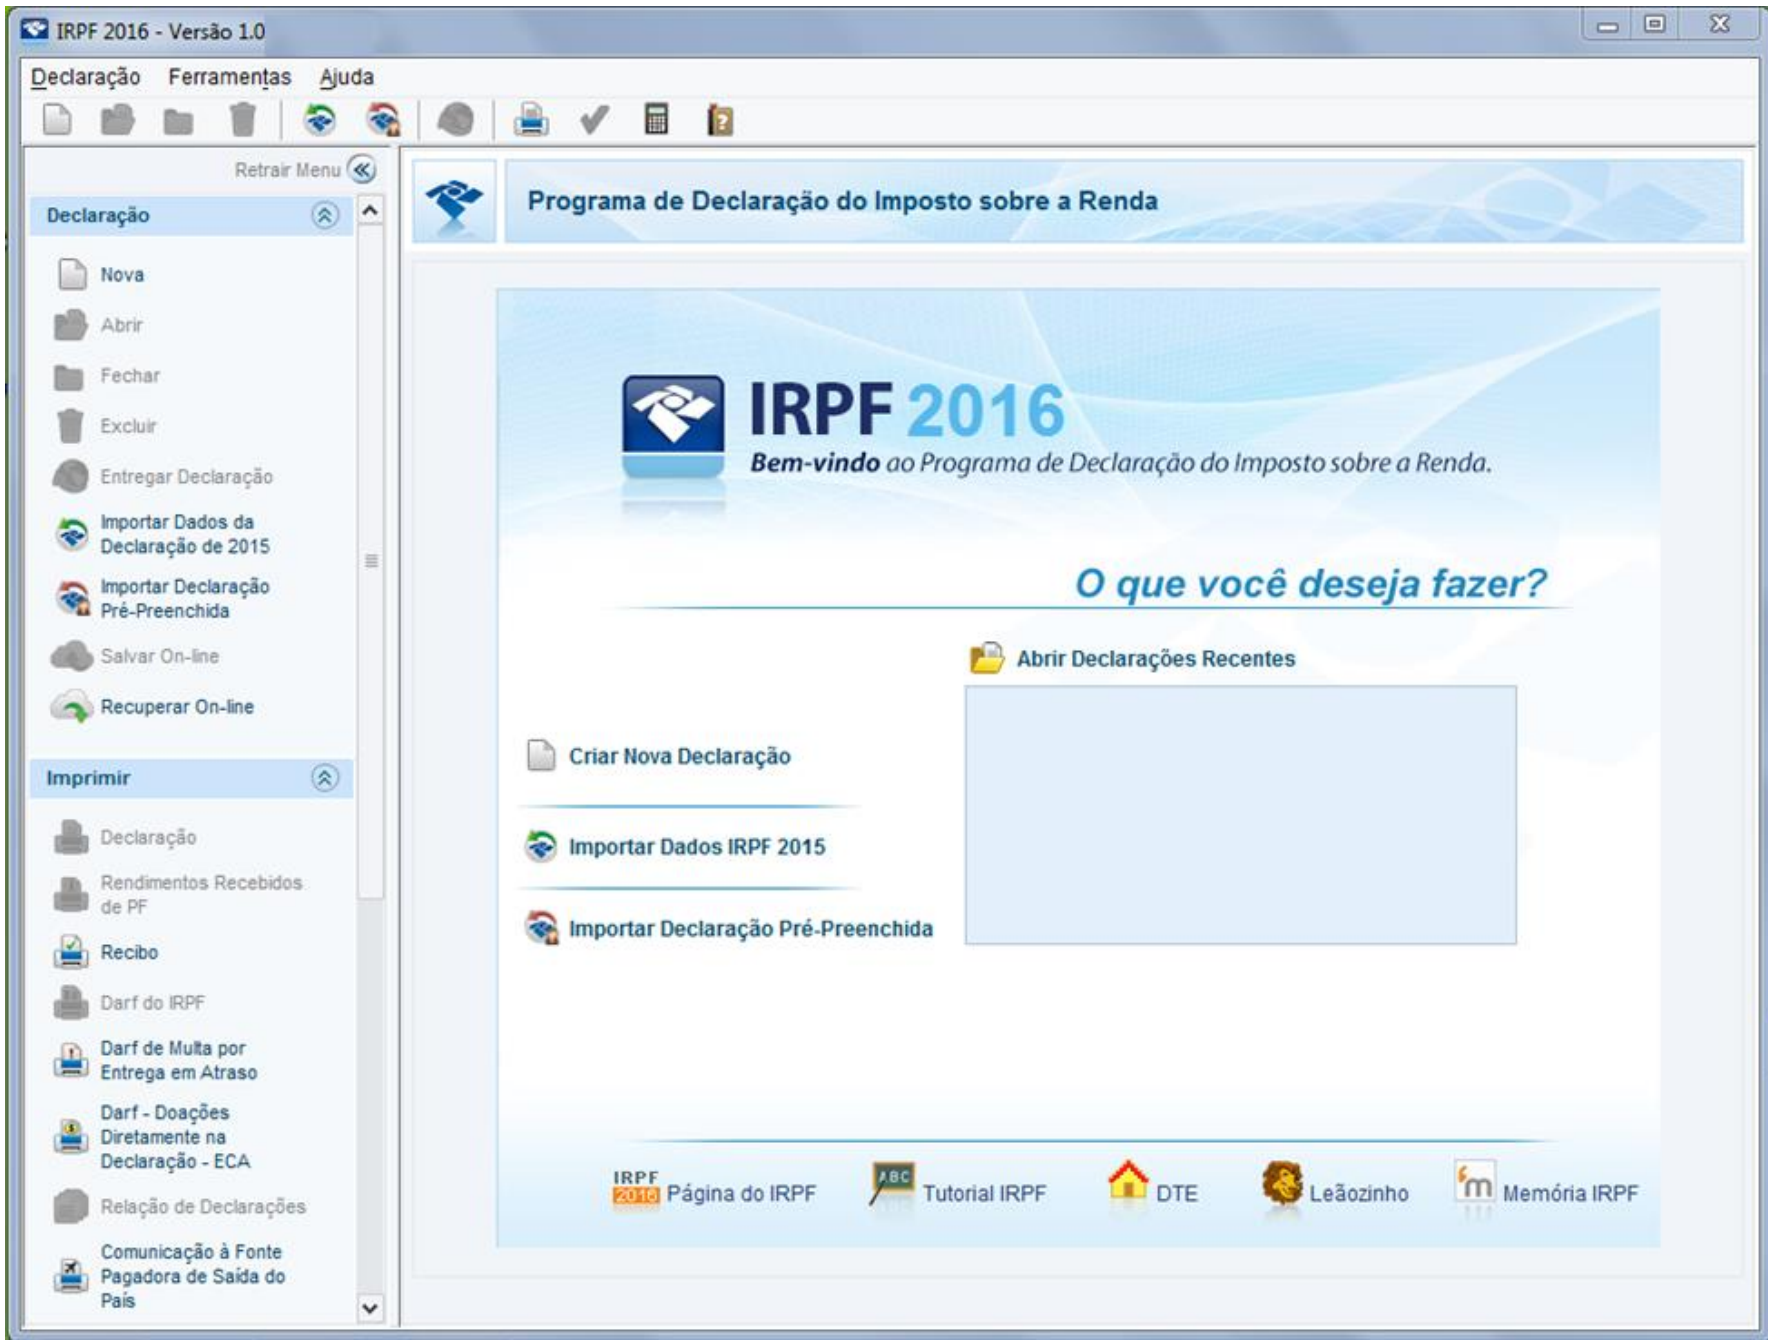 IRPF 2016 - Versão 1.0
Declaração Ferramentas Ajuda
Retrair Menu
Declaração
Nova
Abrir
Fechar
Excluir
Entregar Declaração
Importar Dados da
Declaração de 2015
Importar Declaração
Pré-Preenchida
Salvar On-line
Recuperar On-line
Imprimir
Declaração
Rendimentos Recebidos
de PF
Recibo
Darf do IRPF
Darf de Multa por
Entrega em Atraso
Darf - Doações
Diretamente na
Declaração - ECA
Relação de Declarações
Comunicação à Fonte
Pagadora de Saída do
País
Programa de Declaração do Imposto sobre a Renda
IRPF 2016
Bem-vindo ao Programa de Declaração do Imposto sobre a Renda.
O que você deseja fazer?
Abrir Declarações Recentes
Criar Nova Declaração
Importar Dados IRPF 2015
Importar Declaração Pré-Preenchida
IRPF
2016
Página do IRPF
ABC
Tutorial IRPF
DTE
Leãozinho
m
Memória IRPF